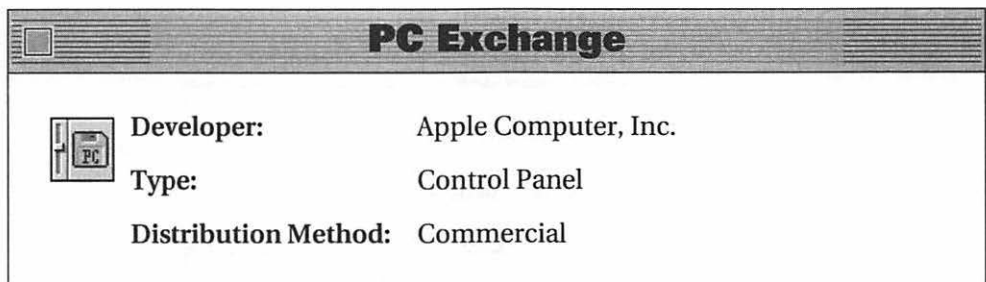 PC Exchange
PC
Developer: Apple Computer, Inc.
Type: Control Panel
Distribution Method: Commercial